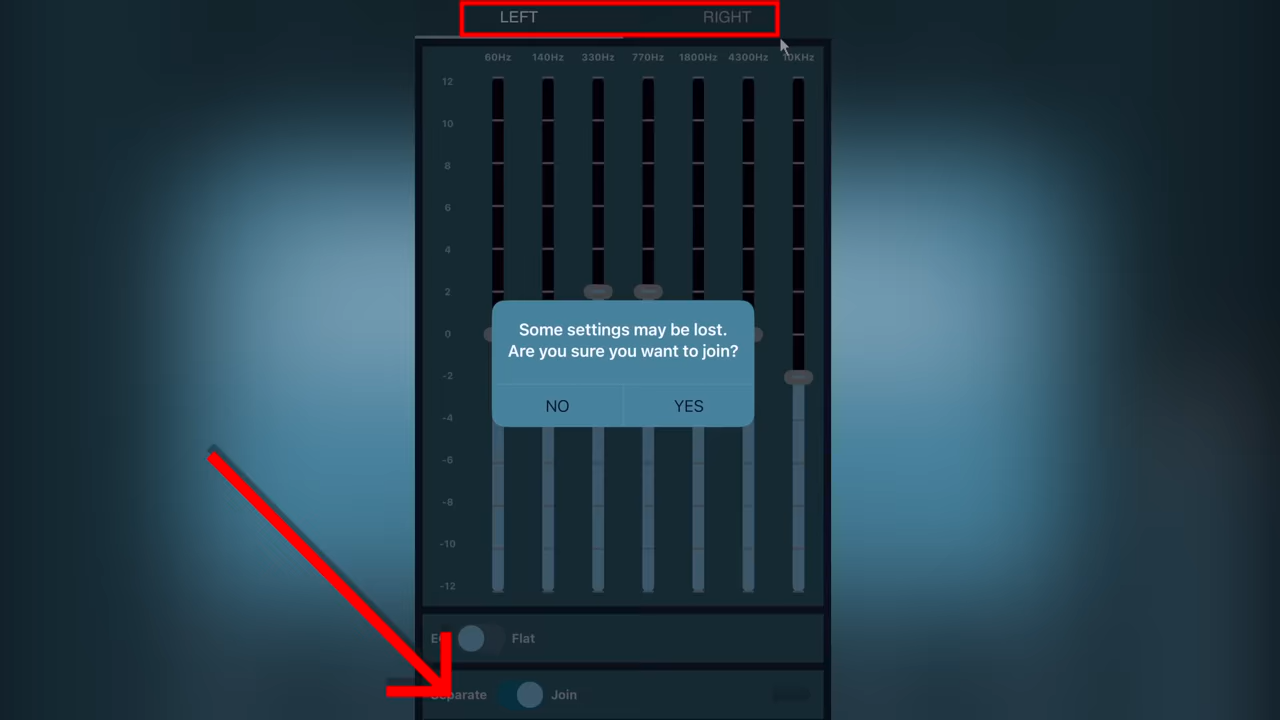 LEFT RIGHT
60Hz 140Hz 330Hz 770Hz 1800Hz 4300Hz 10KHz
12
10
8
6
4
2
0
-2
-4
-6
-8
-10
-12
Some settings may be lost.
Are you sure you want to join?
NO YES
Flat
Separate Join